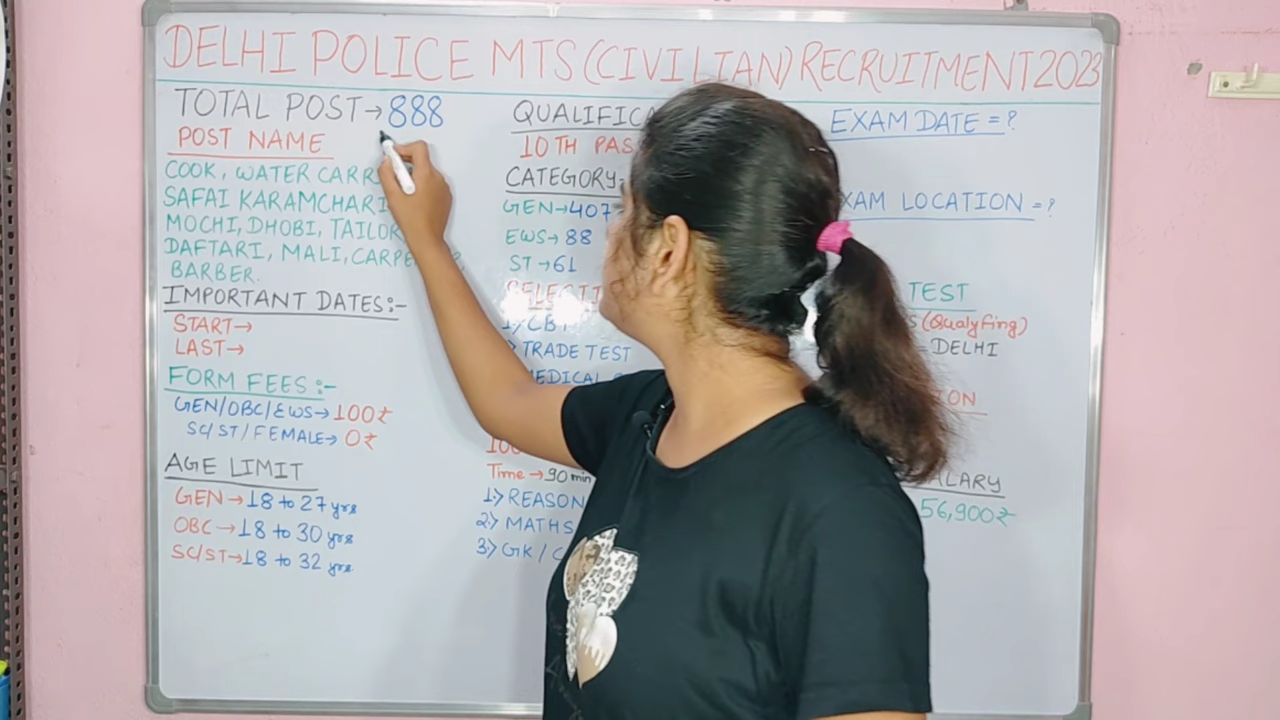 DELHI POLICE MTS (CIVILIAN) RECRUITMENT 2023
TOTAL POST→888
POST NAME
COOK, WATER CARR
SAFAI KARAMCHARI
MOCHI, DHOBI, TAILOR
DAFTARI, MALI, CARPE
BARBER.
IMPORTANT DATES:-
START→
LAST→
FORM FEES:-
GEN/OBC/EWS→100₹
SC/ST/FEMALE→0₹
AGE LIMIT
GEN→18 to 27 yrs
OBC→18 to 30 yrs
SC/ST→18 to 32 yrs
QUALIFICA
10TH PAS
CATEGORY:
GEN→407
EWS→88
ST→61
SELECTI
1) CBT
TRADE TEST
MEDICAL
100
Time→90 min
1) REASON
2) MATHS
3) GK/C
EXAM DATE=?
XAM LOCATION=?
TEST
S (Qualyfing)
=DELHI
ION
ALARY
56,900₹